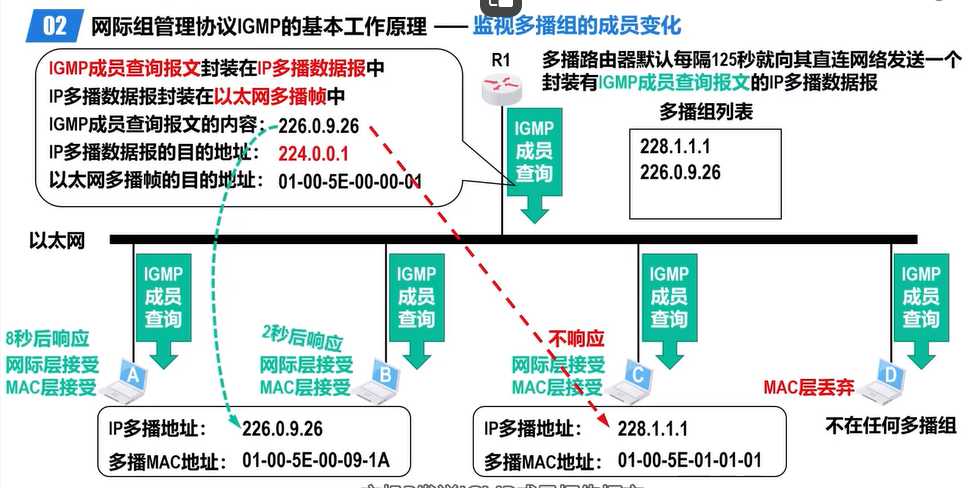 02 网际组管理协议IGMP的基本工作原理 —— 监视多播组的成员变化
IGMP成员查询报文封装在IP多播数据报中
IP多播数据报封装在以太网多播帧中
IGMP成员查询报文的内容：226.0.9.26
IP多播数据报的目的地址：224.0.0.1
以太网多播帧的目的地址：01-00-5E-00-00-01
R1
多播路由器默认每隔125秒就向其直连网络发送一个
封装有IGMP成员查询报文的IP多播数据报
IGMP
成员
查询
多播组列表
228.1.1.1
226.0.9.26
以太网
IGMP
成员
查询
8秒后响应
网际层接受
MAC层接受
A
IGMP
成员
查询
2秒后响应
网际层接受
MAC层接受
B
IGMP
成员
查询
不响应
网际层接受
MAC层接受
C
IGMP
成员
查询
MAC层丢弃
D
不在任何多播组
IP多播地址：226.0.9.26
多播MAC地址：01-00-5E-00-09-1A
IP多播地址：228.1.1.1
多播MAC地址：01-00-5E-01-01-01